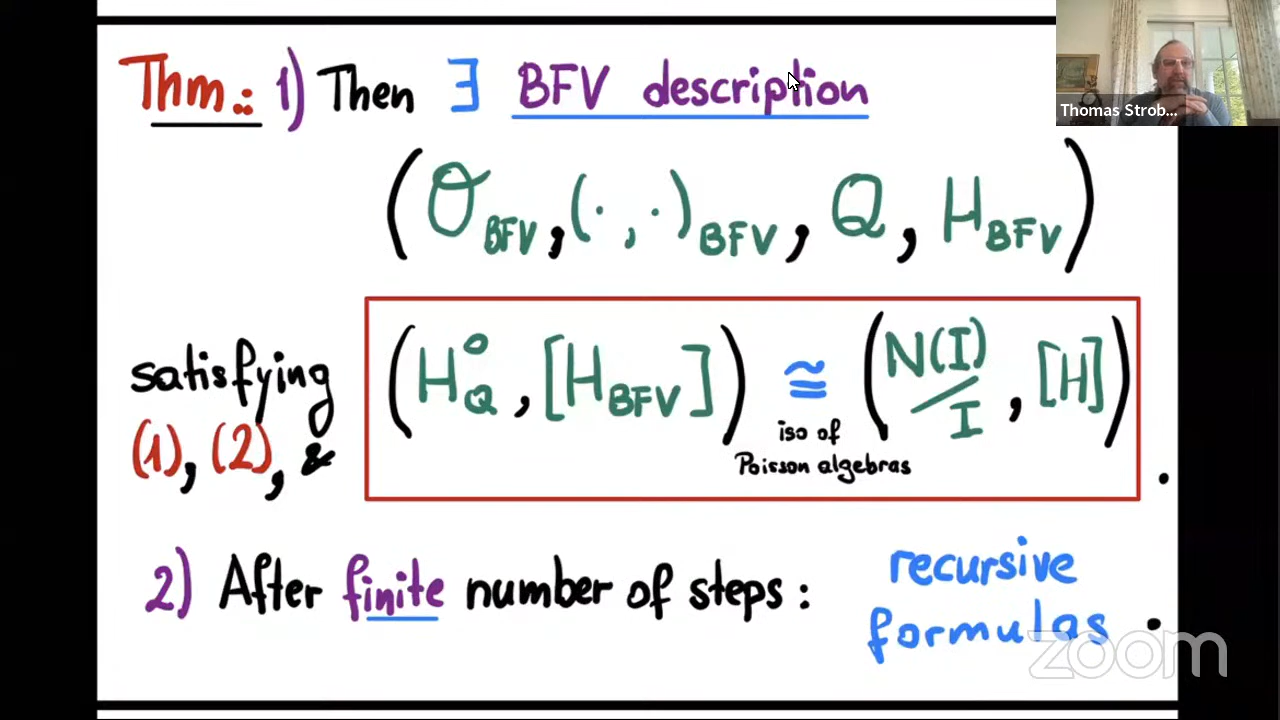 Thm.: 1) Then ∃ BFV description
Thomas Strob...
(O_BFV, (·,·)_BFV, Q, H_BFV)
satisfying
(1), (2), &
(H^0_Q, [H_BFV]) ≅ (N(I)/I, [H]) .
iso of
Poisson algebras
2) After finite number of steps : recursive
formulas .
zoom